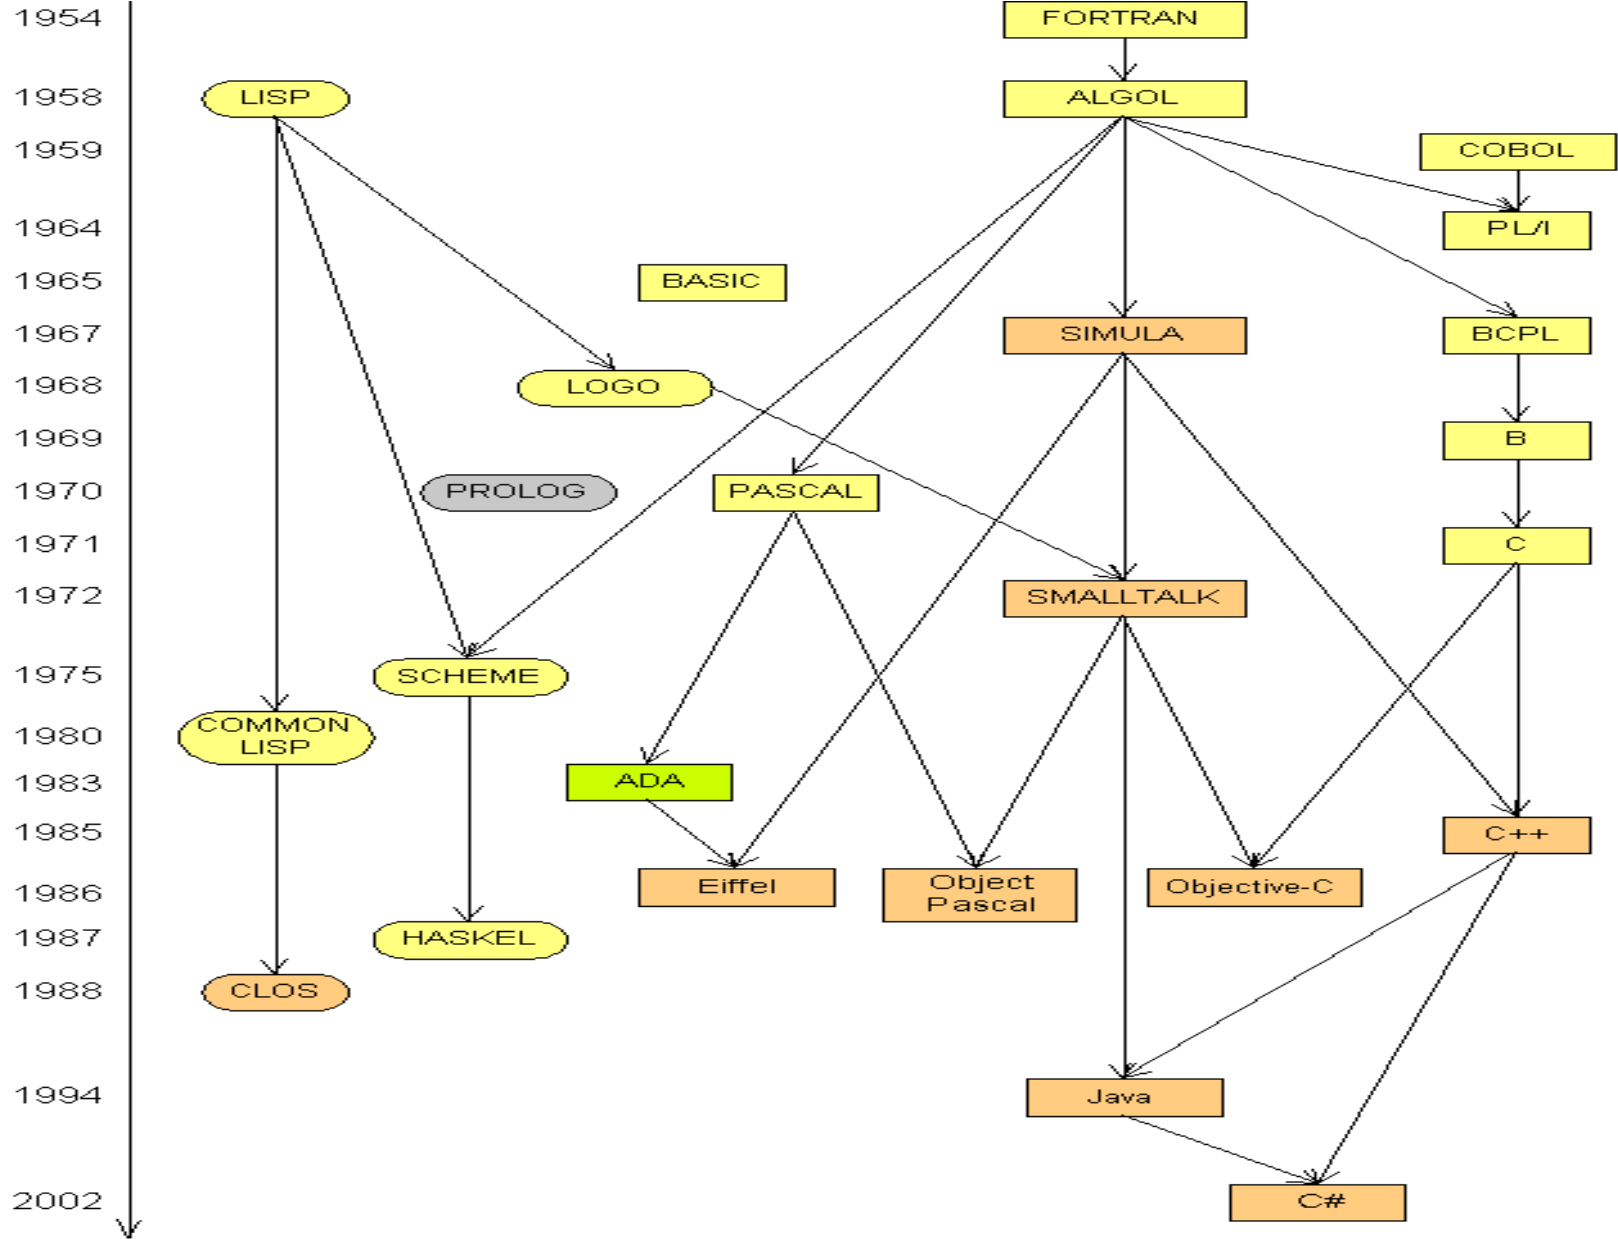 1954
FORTRAN
1958
LISP
ALGOL
1959
COBOL
1964
PL/I
1965
BASIC
1967
SIMULA
BCPL
1968
LOGO
1969
B
1970
PROLOG
PASCAL
1971
C
1972
SMALLTALK
1975
SCHEME
1980
COMMON
LISP
1983
ADA
1985
C++
1986
Eiffel
Object
Pascal
Objective-C
1987
HASKEL
1988
CLOS
1994
Java
2002
C#